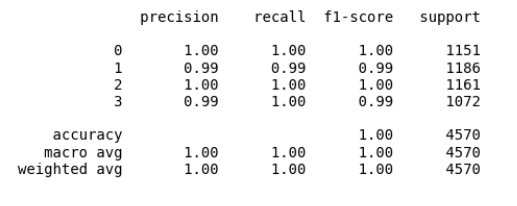 precision recall f1-score support
0 1.00 1.00 1.00 1151
1 0.99 0.99 0.99 1186
2 1.00 1.00 1.00 1161
3 0.99 1.00 0.99 1072
accuracy 1.00 4570
macro avg 1.00 1.00 1.00 4570
weighted avg 1.00 1.00 1.00 4570